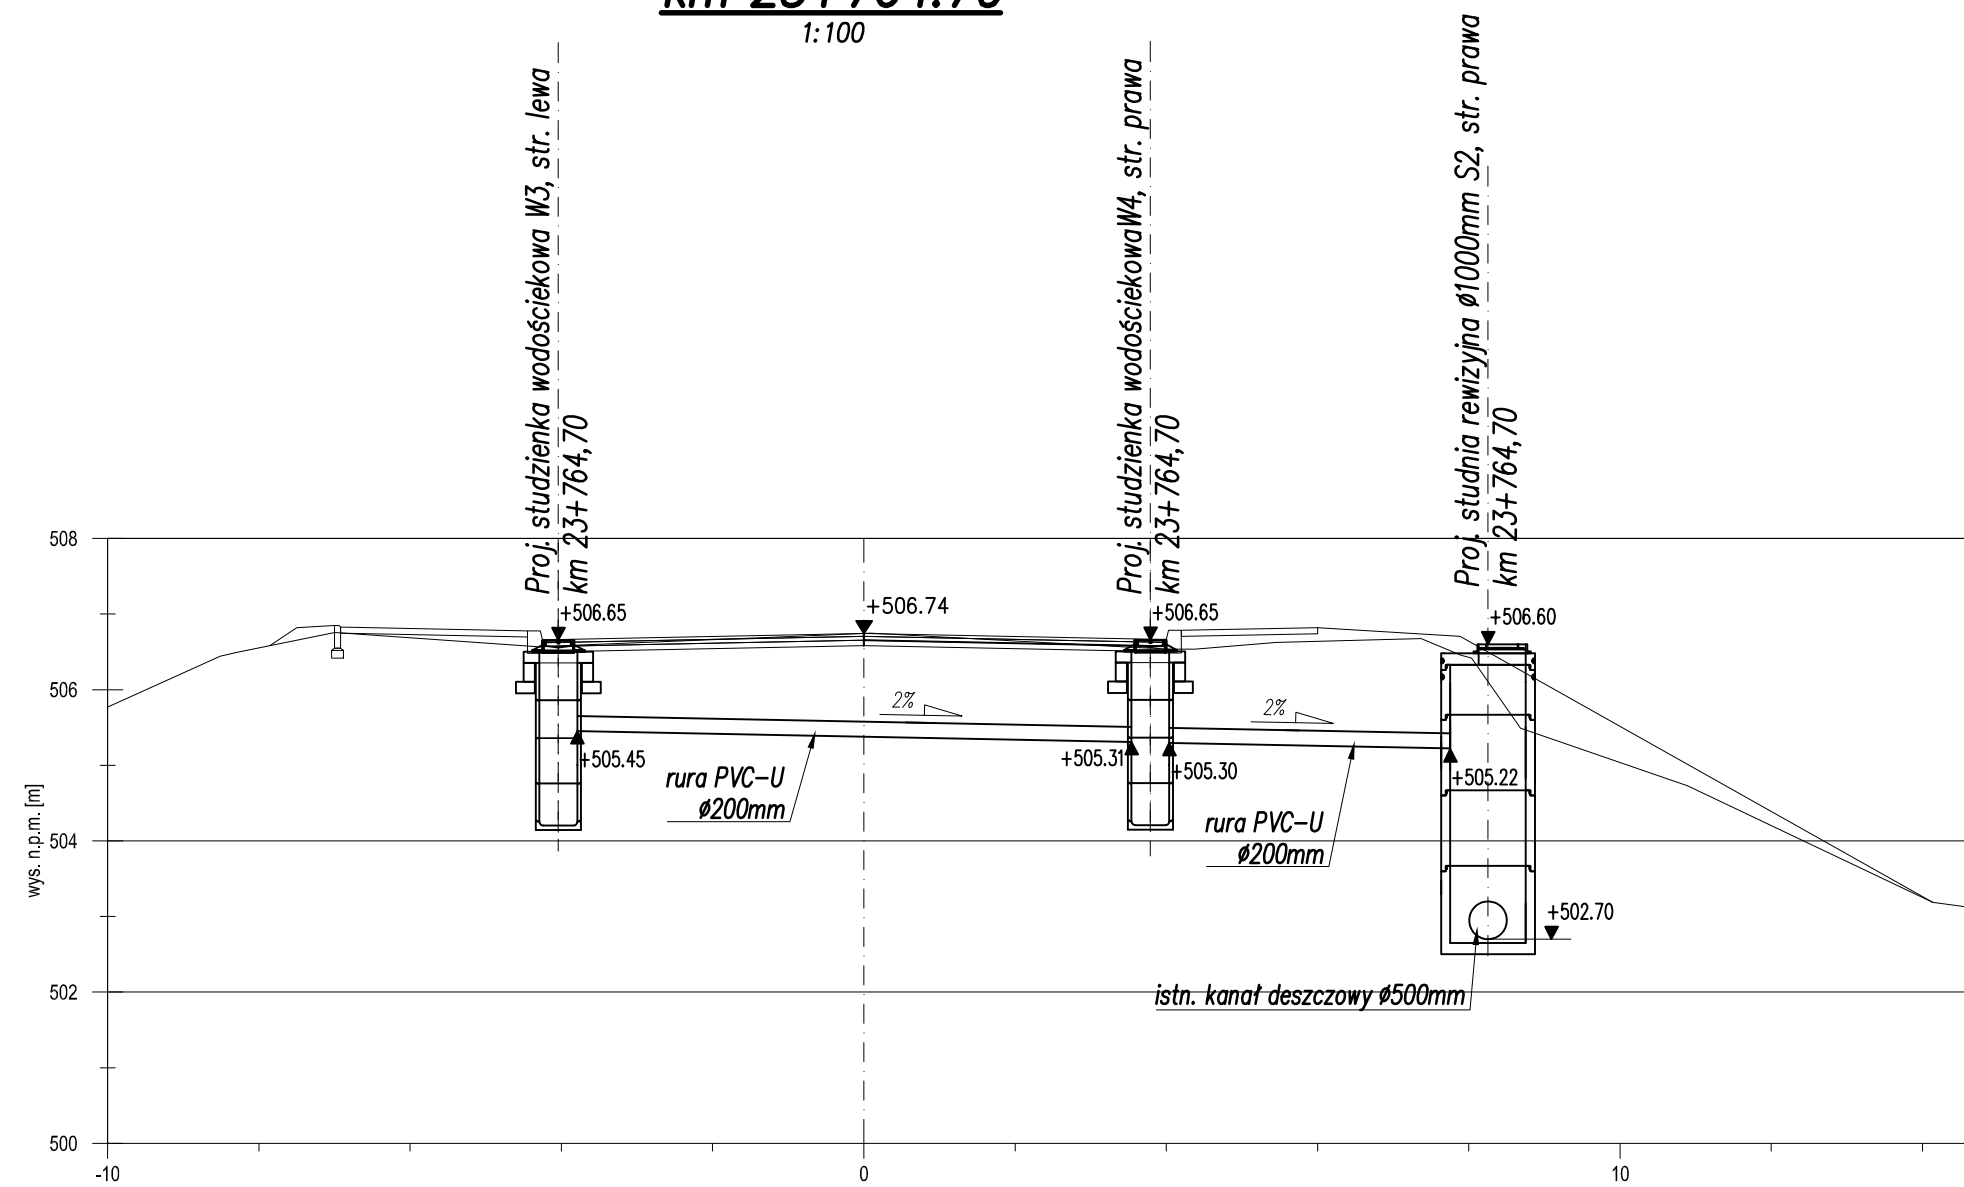 1:100
Proj. studzienka wodościekowa W3, str. lewa
km 23+764,70
Proj. studzienka wodościekowaW4, str. prawa
km 23+764,70
Proj. studnia rewizyjna ø1000mm S2, str. prawa
km 23+764,70
508
+506.65
+506.74
+506.65
+506.60
506
2%
2%
+505.45
+505.31
+505.30
+505.22
rura PVC-U
ø200mm
rura PVC-U
ø200mm
504
wys. n.p.m. [m]
+502.70
502
istn. kanał deszczowy ø500mm
500
-10
0
10